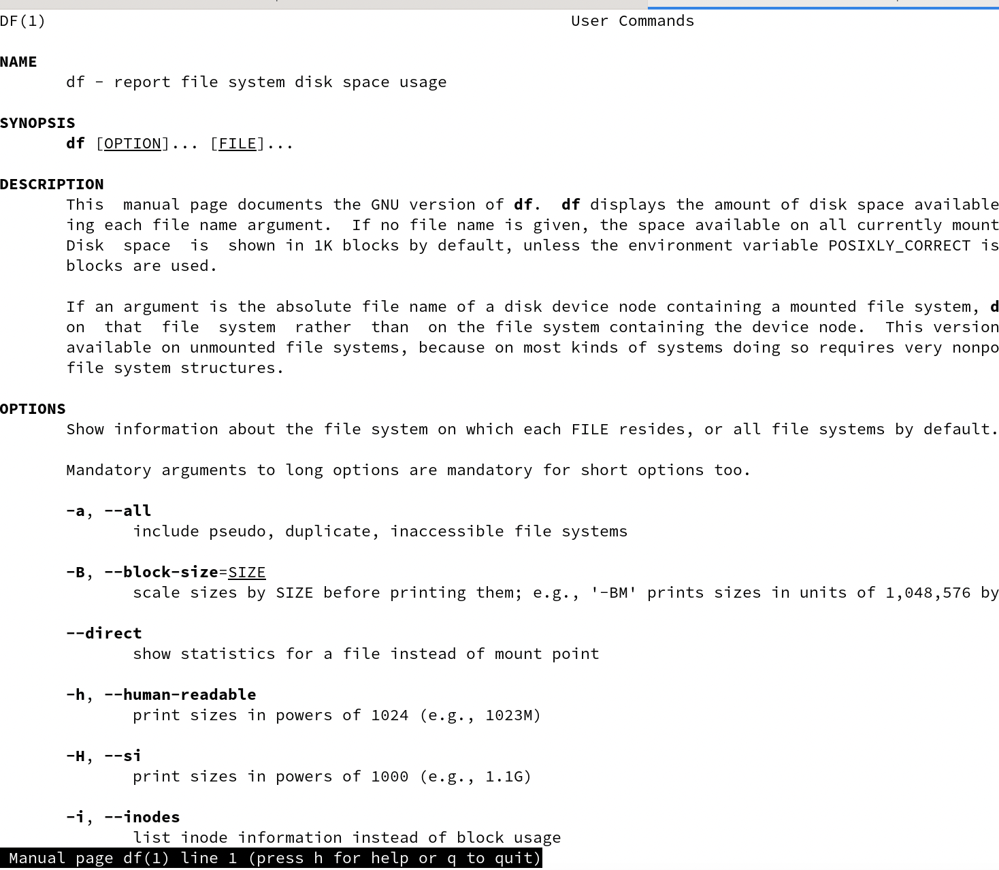 DF(1) User Commands
NAME
df - report file system disk space usage
SYNOPSIS
df [OPTION]... [FILE]...
DESCRIPTION
This  manual page documents the GNU version of df.  df displays the amount of disk space available
ing each file name argument.  If no file name is given, the space available on all currently mount
Disk  space  is  shown in 1K blocks by default, unless the environment variable POSIXLY_CORRECT is
blocks are used.
If an argument is the absolute file name of a disk device node containing a mounted file system, d
on  that  file  system  rather  than  on the file system containing the device node.  This version
available on unmounted file systems, because on most kinds of systems doing so requires very nonpo
file system structures.
OPTIONS
Show information about the file system on which each FILE resides, or all file systems by default.
Mandatory arguments to long options are mandatory for short options too.
-a, --all
include pseudo, duplicate, inaccessible file systems
-B, --block-size=SIZE
scale sizes by SIZE before printing them; e.g., '-BM' prints sizes in units of 1,048,576 by
--direct
show statistics for a file instead of mount point
-h, --human-readable
print sizes in powers of 1024 (e.g., 1023M)
-H, --si
print sizes in powers of 1000 (e.g., 1.1G)
-i, --inodes
list inode information instead of block usage
Manual page df(1) line 1 (press h for help or q to quit)